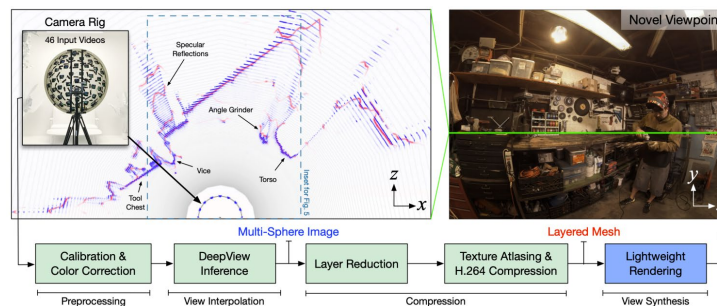 Camera Rig
46 Input Videos
Specular
Reflections
Angle Grinder
Vice
Tool
Chest
Torso
Inset for Fig. 5
z
x
Novel Viewpoint
y
x
Multi-Sphere Image
Layered Mesh
Calibration &
Color Correction
DeepView
Inference
Layer Reduction
Texture Atlasing &
H.264 Compression
Lightweight
Rendering
Preprocessing
View Interpolation
Compression
View Synthesis